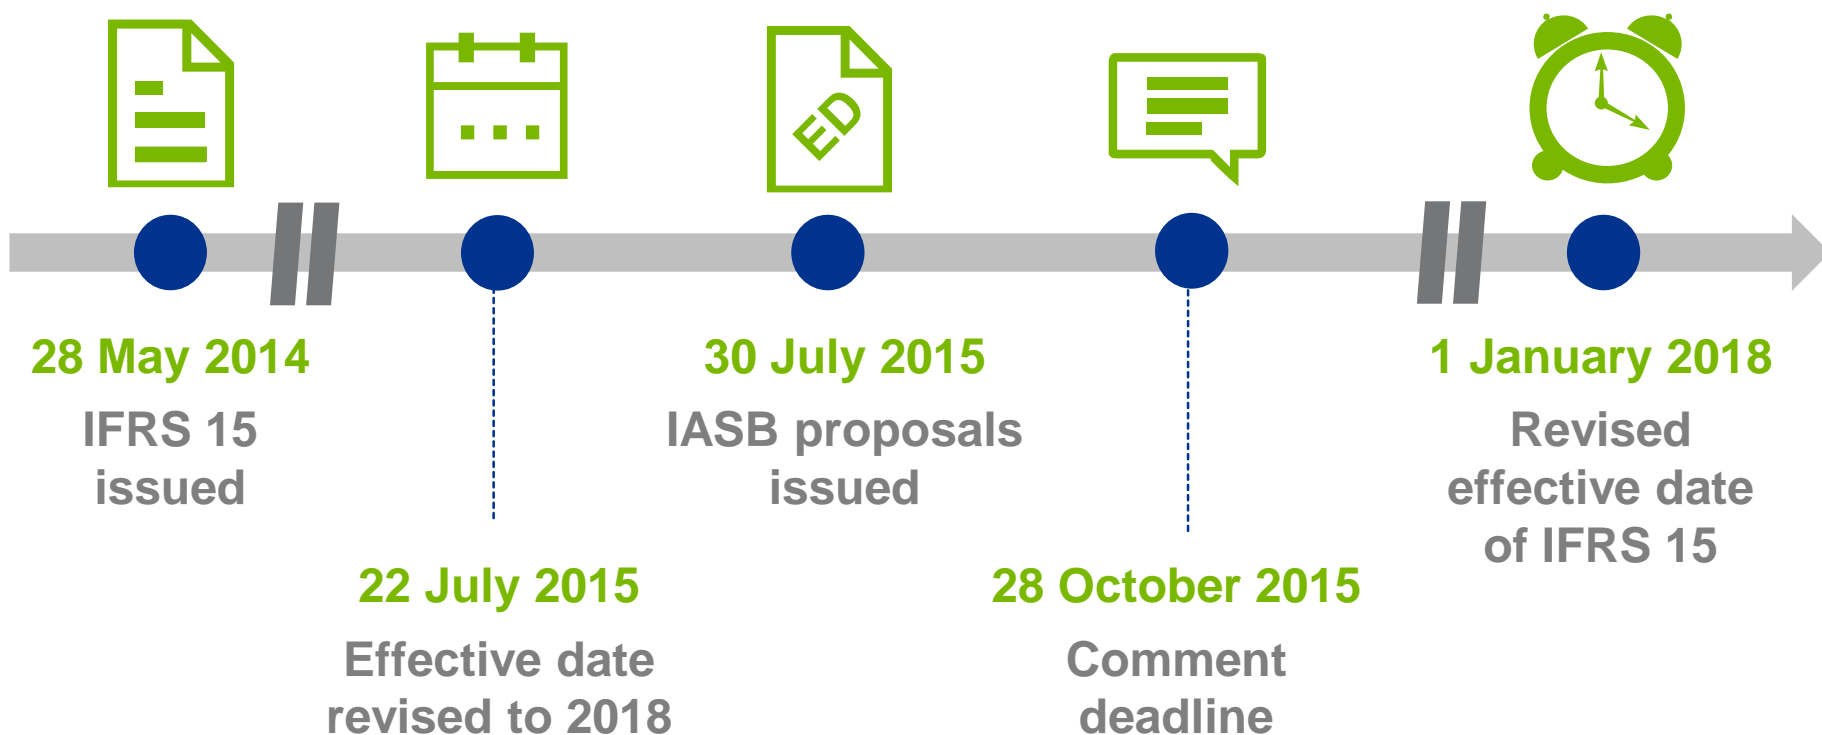 ED
28 May 2014
IFRS 15
issued
22 July 2015
Effective date
revised to 2018
30 July 2015
IASB proposals
issued
28 October 2015
Comment
deadline
1 January 2018
Revised
effective date
of IFRS 15